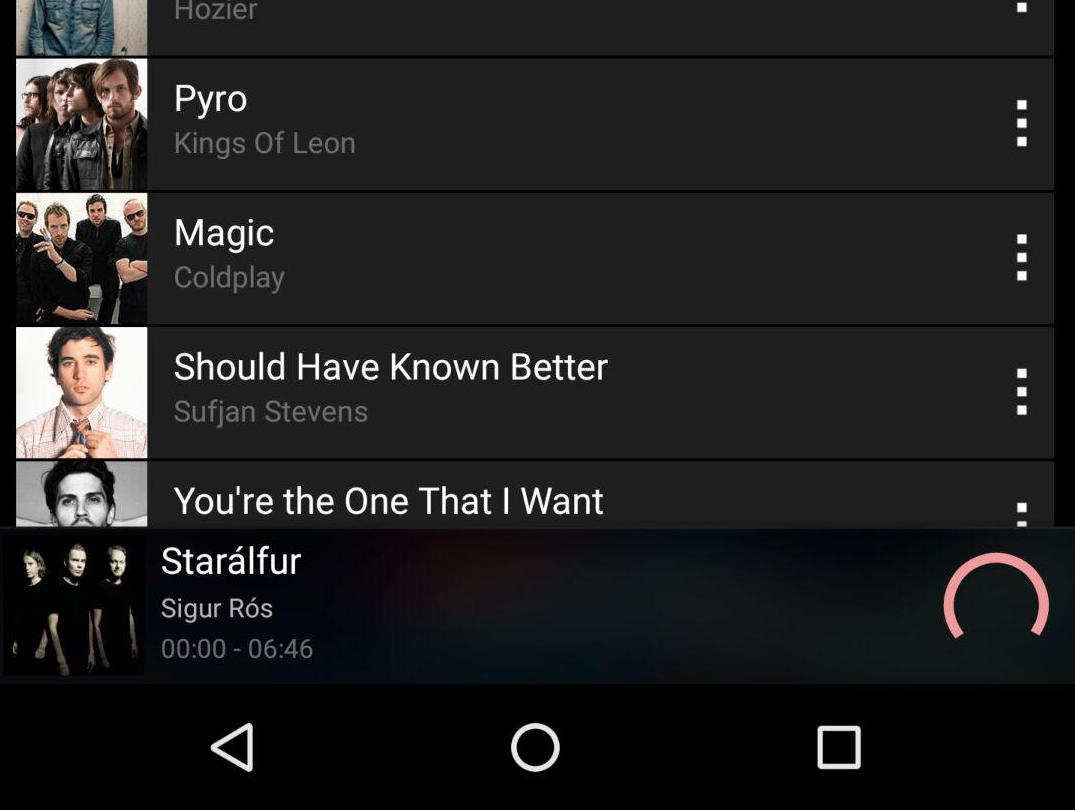 Hozier
Pyro
Kings Of Leon
Magic
Coldplay
Should Have Known Better
Sufjan Stevens
You're the One That I Want
Starálfur
Sigur Rós
00:00 - 06:46